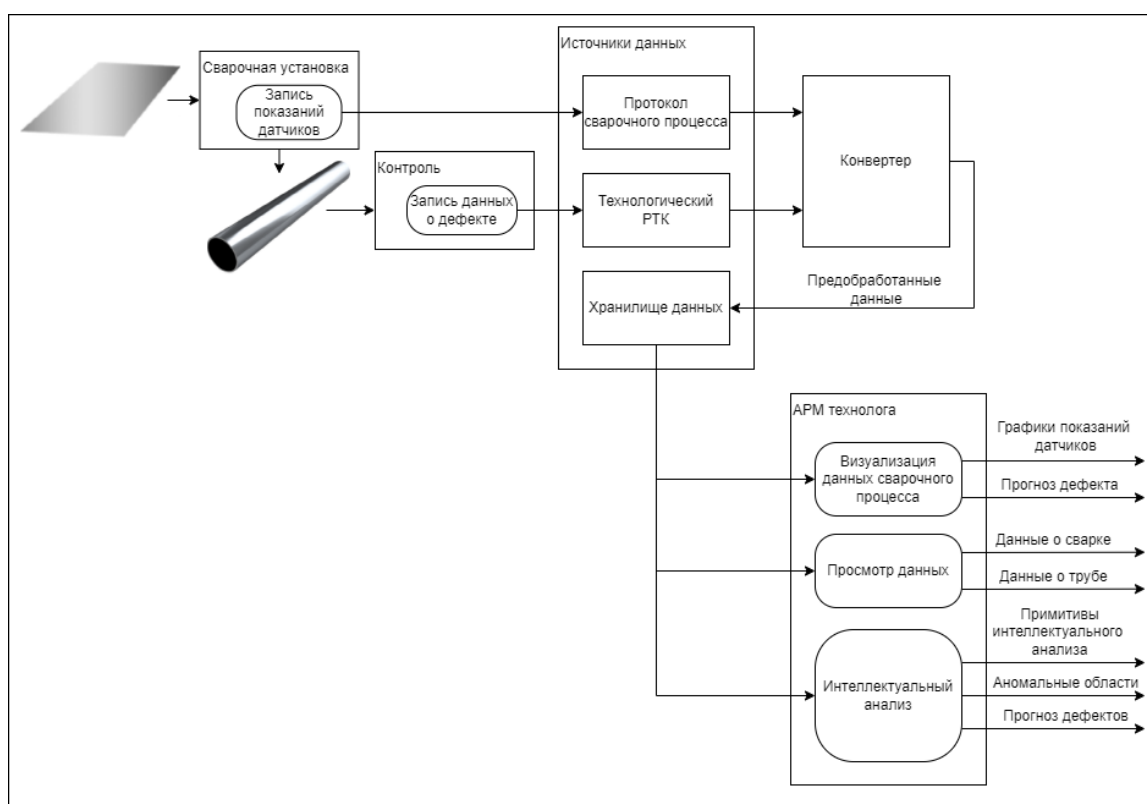 Сварочная установка
Запись
показаний
датчиков
Контроль
Запись данных
о дефекте
Источники данных
Протокол
сварочного процесса
Технологический
РТК
Хранилище данных
Конвертер
Предобработанные
данные
АРМ технолога
Визуализация
данных сварочного
процесса
Графики показаний
датчиков
Прогноз дефекта
Просмотр данных
Данные о сварке
Данные о трубе
Интеллектуальный
анализ
Примитивы
интеллектуального
анализа
Аномальные области
Прогноз дефектов